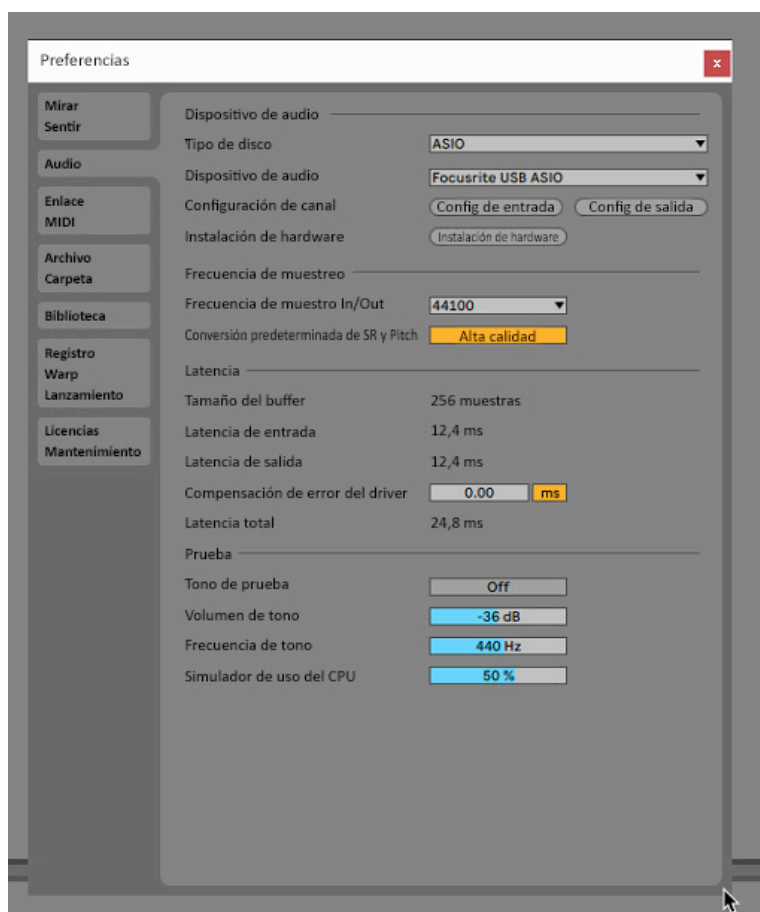 Preferencias
x
Mirar
Sentir
Audio
Enlace
MIDI
Archivo
Carpeta
Biblioteca
Registro
Warp
Lanzamiento
Licencias
Mantenimiento
Dispositivo de audio
Tipo de disco ASIO
Dispositivo de audio Focusrite USB ASIO
Configuración de canal Config de entrada Config de salida
Instalación de hardware Instalación de hardware
Frecuencia de muestreo
Frecuencia de muestro In/Out 44100
Conversión predeterminada de SR y Pitch Alta calidad
Latencia
Tamaño del buffer 256 muestras
Latencia de entrada 12,4 ms
Latencia de salida 12,4 ms
Compensación de error del driver 0.00 ms
Latencia total 24,8 ms
Prueba
Tono de prueba Off
Volumen de tono -36 dB
Frecuencia de tono 440 Hz
Simulador de uso del CPU 50 %